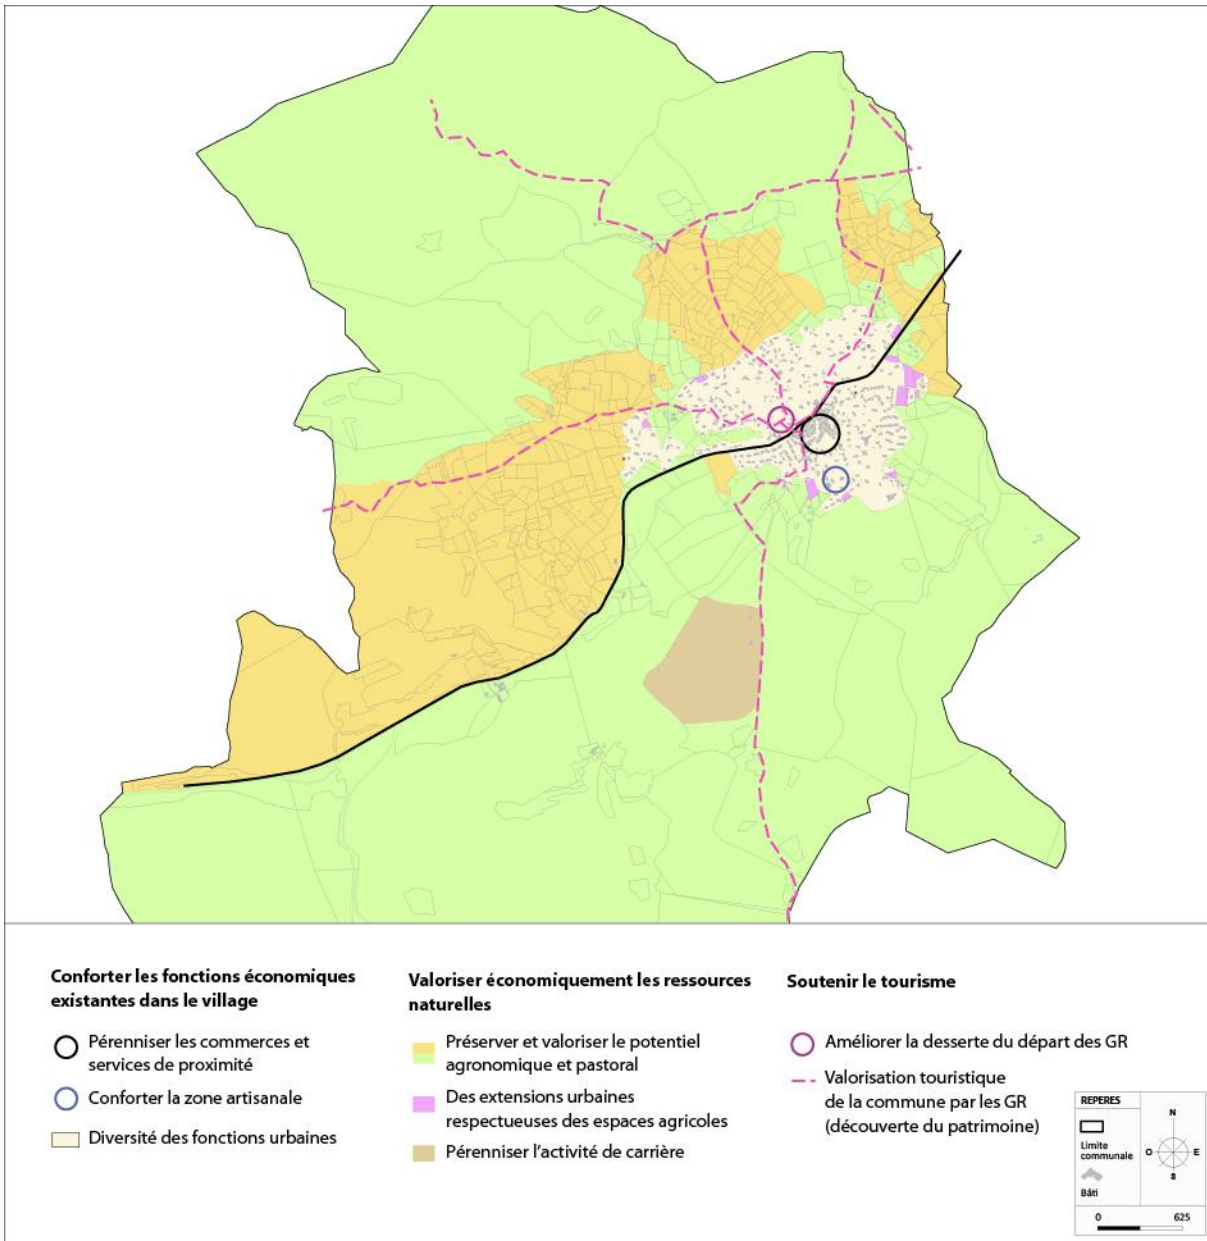 Conforter les fonctions économiques
existantes dans le village
Pérenniser les commerces et
services de proximité
Conforter la zone artisanale
Diversité des fonctions urbaines
Valoriser économiquement les ressources
naturelles
Préserver et valoriser le potentiel
agronomique et pastoral
Des extensions urbaines
respectueuses des espaces agricoles
Pérenniser l'activité de carrière
Soutenir le tourisme
Améliorer la desserte du départ des GR
Valorisation touristique
de la commune par les GR
(découverte du patrimoine)
REPERES
Limite
communale
Bâti
N
O E
S
0 625